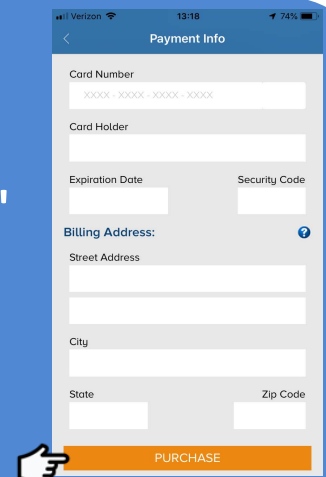 Verizon 13:18 74%
Payment Info
Card Number
XXXX - XXXX - XXXX - XXXX
Card Holder
Expiration Date Security Code
Billing Address: ?
Street Address
City
State Zip Code
PURCHASE